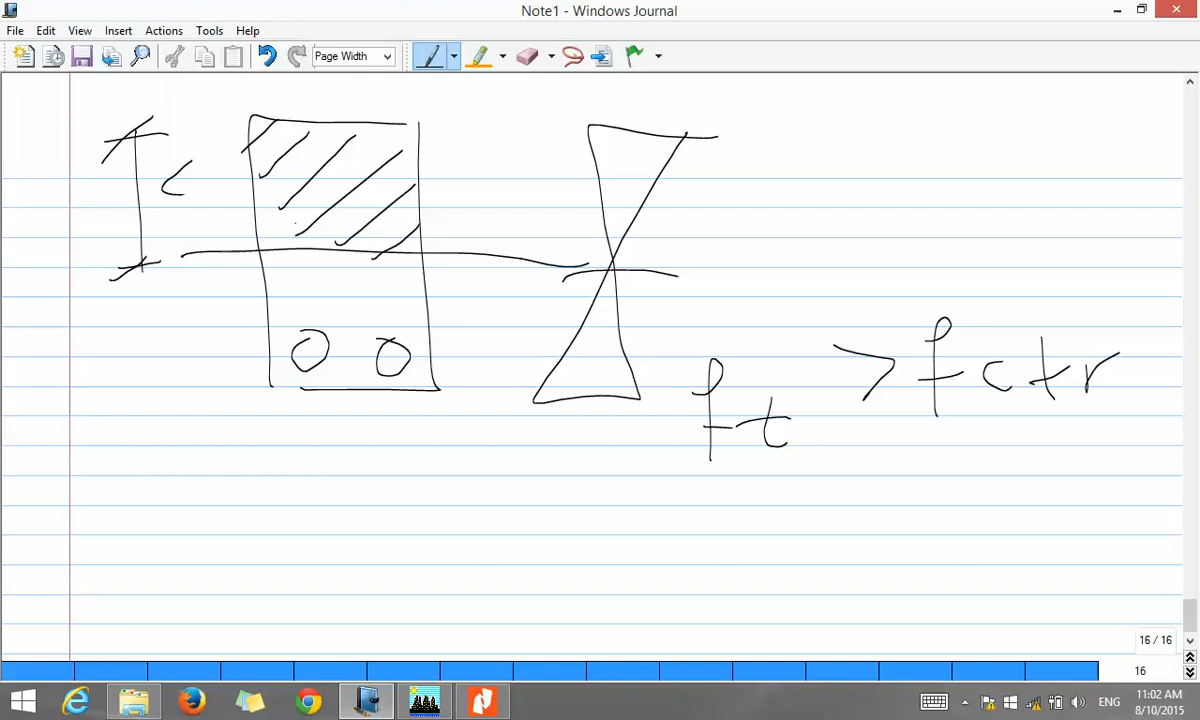 Note1 - Windows Journal
File Edit View Insert Actions Tools Help
Page Width
c
ft > fctr
16 / 16
16
ENG
11:02 AM
8/10/2015